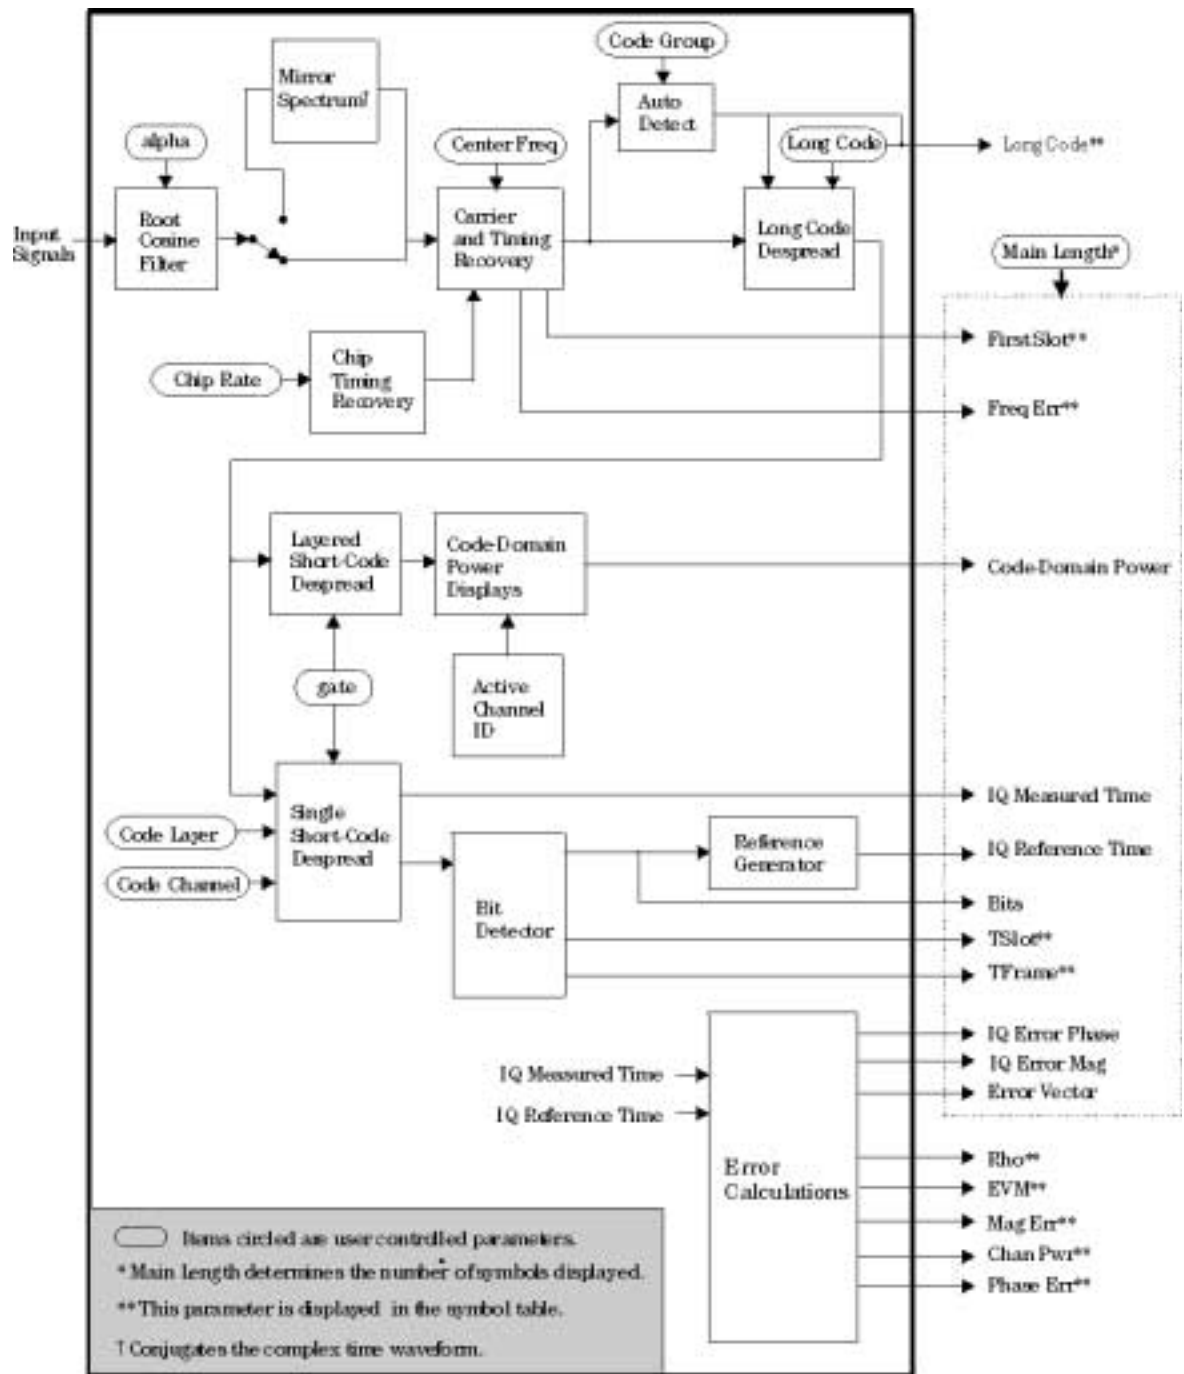 Code Group
Mirror
Spectrum†
Auto
Detect
alpha
Center Freq
Long Code
Long Code**
Input
Signals
Root
Cosine
Filter
Carrier
and Timing
Recovery
Long Code
Despread
Main Length*
First Slot**
Chip Rate
Chip
Timing
Recovery
Freq Err**
Layered
Short-Code
Despread
Code-Domain
Power
Displays
Code-Domain Power
gate
Active
Channel
ID
Single
Short-Code
Despread
IQ Measured Time
Code Layer
Code Channel
Reference
Generator
IQ Reference Time
Bit
Detector
Bits
TSlot**
TFrame**
IQ Error Phase
IQ Error Mag
Error Vector
IQ Measured Time
IQ Reference Time
Error
Calculations
Rho**
EVM**
Mag Err**
Chan Pwr**
Phase Err**
Items circled are user controlled parameters.
* Main Length determines the number of symbols displayed.
** This parameter is displayed in the symbol table.
† Conjugates the complex time waveform.